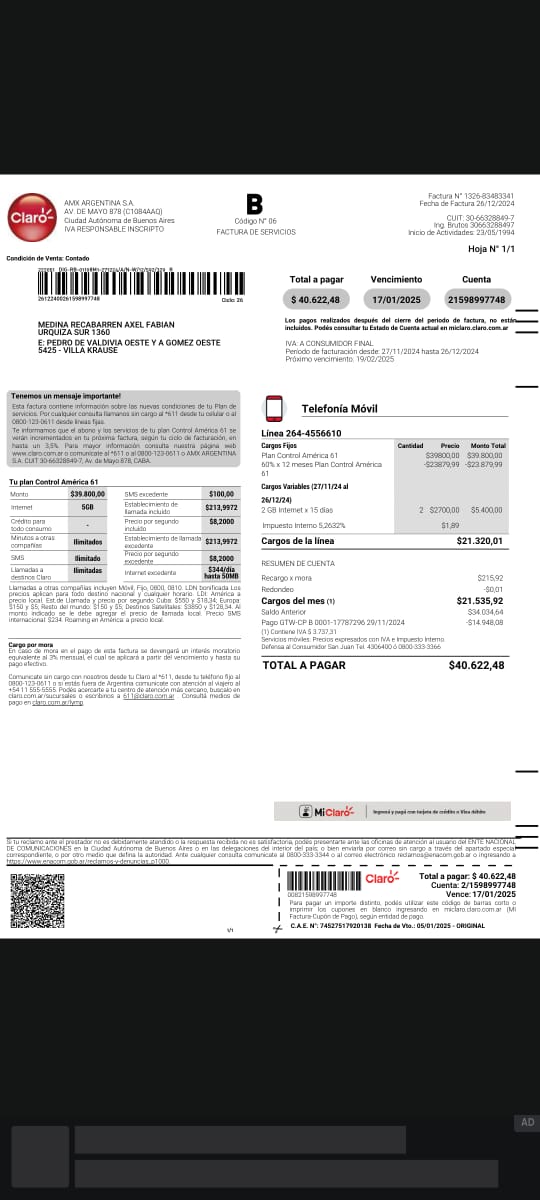 Claro
AMX ARGENTINA S.A.
AV. DE MAYO 878 (C1084AAQ)
Ciudad Autónoma de Buenos Aires
IVA RESPONSABLE INSCRIPTO
B
Código N° 06
FACTURA DE SERVICIOS
Factura N° 1326-83483341
Fecha de Factura 26/12/2024
CUIT: 30-66328849-7
Ing. Brutos 30663288497
Inicio de Actividades: 23/05/1994
Hoja N° 1/1
Condición de Venta: Contado
26122400261598997748
Ciclo: 26
Total a pagar Vencimiento Cuenta
$ 40.622,48 17/01/2025 21598997748
MEDINA RECABARREN AXEL FABIAN
URQUIZA SUR 1360
E: PEDRO DE VALDIVIA OESTE Y A GOMEZ OESTE
5425 - VILLA KRAUSE
Los pagos realizados después del cierre del periodo de factura, no están
incluidos. Podés consultar tu Estado de Cuenta actual en miclaro.claro.com.ar
IVA: A CONSUMIDOR FINAL
Período de facturación desde: 27/11/2024 hasta 26/12/2024
Próximo vencimiento: 19/02/2025
Tenemos un mensaje importante!
Esta factura contiene información sobre las nuevas condiciones de tu Plan de
servicios. Por cualquier consulta llamanos sin cargo al *611 desde tu celular o al
0800-123-0611 desde líneas fijas.
Te informamos que el abono y los servicios de tu plan Control América 61 se
verán incrementados en tu próxima factura, según tu ciclo de facturación, en
hasta un 3,5%. Para mayor información consulta nuestra página web
www.claro.com.ar o comunicate al *611 o al 0800-123-0611 o AMX ARGENTINA
S.A. CUIT 30-66328849-7, Av. de Mayo 878, CABA.
Tu plan Control América 61
Monto $39.800,00 SMS excedente $100,00
Internet 5GB Establecimiento de llamada incluido $213,9972
Crédito para todo consumo - Precio por segundo incluido $8,2000
Minutos a otras compañías Ilimitados Establecimiento de llamada excedente $213,9972
SMS Ilimitado Precio por segundo excedente $8,2000
Llamadas a destinos Claro Ilimitadas Internet excedente $344/día hasta 50MB
Llamadas a otras compañías incluyen Móvil, Fijo, 0800, 0810. LDN bonificada Los
precios aplican para todo destino nacional y cualquier horario. LDI: América a
precio local. Est.de Llamada y precio por segundo Cuba: $550 y $18,34; Europa:
$150 y $5; Resto del mundo: $150 y $5; Destinos Satelitales: $3850 y $128,34. Al
monto indicado se le debe agregar el precio de llamada local. Precio SMS
internacional: $234. Roaming en América: a precio local.
Cargo por mora
En caso de mora en el pago de esta factura se devengará un interés moratorio
equivalente al 3% mensual, el cual se aplicará a partir del vencimiento y hasta su
pago efectivo.
Comunicate sin cargo con nosotros desde tu Claro al *611, desde tu teléfono fijo al
0800-123-0611 o si estás fuera de Argentina comunicate con atención al viajero al
+54 11 555-5555. Podés acercarte a tu centro de atención más cercano, buscalo en
claro.com.ar/sucursales o escribinos a 611@claro.com.ar . Consultá medios de
pago en claro.com.ar/lymp.
Telefonía Móvil
Línea 264-4556610
Cargos Fijos Cantidad Precio Monto Total
Plan Control América 61 $39800,00 $39.800,00
60% x 12 meses Plan Control América -$23879,99 -$23.879,99
61
Cargos Variables (27/11/24 al
26/12/24)
2 GB Internet x 15 días 2 $2700,00 $5.400,00
Impuesto Interno 5,2632% $1,89
Cargos de la línea $21.320,01
RESUMEN DE CUENTA
Recargo x mora $215,92
Redondeo -$0,01
Cargos del mes (1) $21.535,92
Saldo Anterior $34.034,64
Pago GTW-CP B 0001-17787296 29/11/2024 -$14.948,08
(1) Contiene IVA $ 3.737,31
Servicios móviles: Precios expresados con IVA e Impuesto Interno.
Defensa al Consumidor San Juan Tel. 4306400 ó 0800-333-3366
TOTAL A PAGAR $40.622,48
MiClaro
Ingresá y pagá con tarjeta de crédito o Visa débito
Si tu reclamo ante el prestador no es debidamente atendido o la respuesta recibida no es satisfactoria, podés presentarte ante las oficinas de atención al usuario del ENTE NACIONAL
DE COMUNICACIONES en la Ciudad Autónoma de Buenos Aires o en las delegaciones del interior del país; o bien enviarla por correo sin cargo a través del apartado especial
correspondiente, o por otro medio que defina la autoridad. Ante cualquier consulta comunicate al 0800-333-3344 o al correo electrónico reclamos@enacom.gob.ar o ingresando a
https://www.enacom.gob.ar/reclamos-y-denuncias_p1000.
00821598997748
Claro
Total a pagar: $ 40.622,48
Cuenta: 2/1598997748
Vence: 17/01/2025
Para pagar un importe distinto, podés utilizar este código de barras corto o
imprimir los cupones en blanco ingresando en miclaro.claro.com.ar (Mi
Factura-Cupón de Pago), según entidad de pago.
1/1
C.A.E. N°: 74527517920138 Fecha de Vto.: 05/01/2025 - ORIGINAL
AD